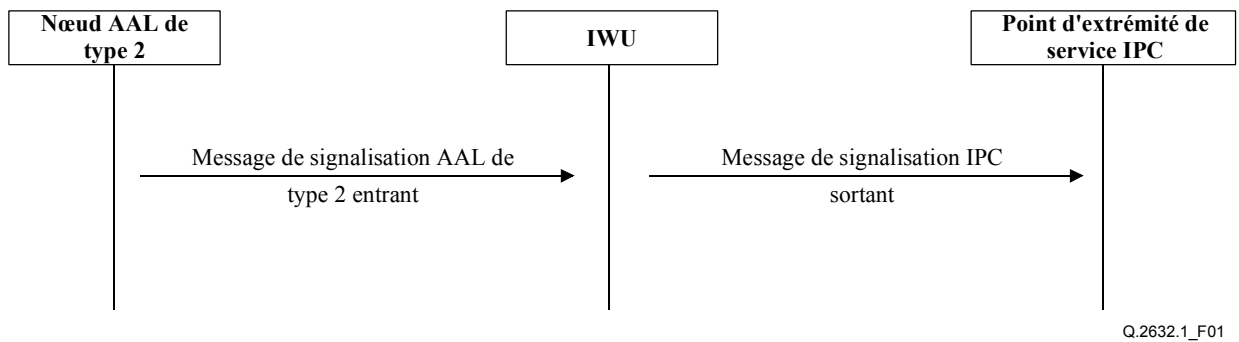 Nœud AAL de
type 2
IWU
Point d'extrémité de
service IPC
Message de signalisation AAL de
type 2 entrant
Message de signalisation IPC
sortant
Q.2632.1_F01